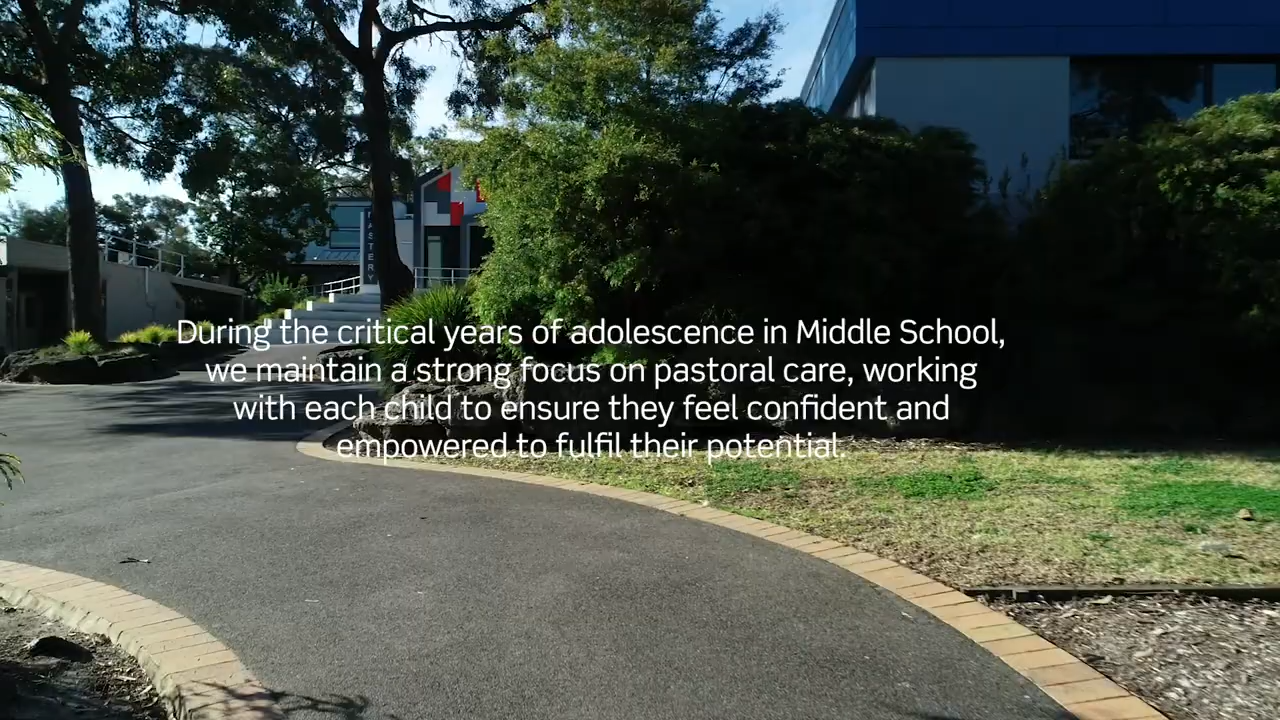 During the critical years of adolescence in Middle School,
we maintain a strong focus on pastoral care, working
with each child to ensure they feel confident and
empowered to fulfil their potential.